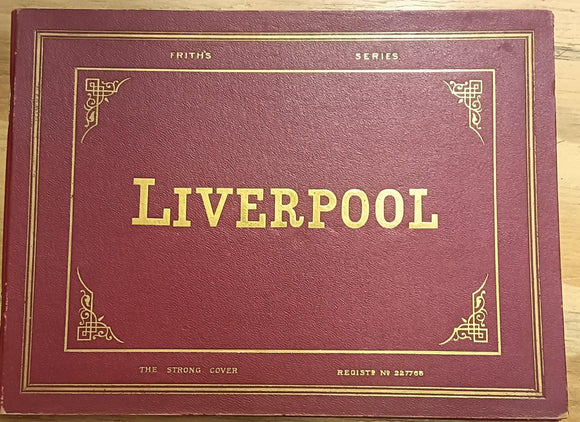 FRITH'S SERIES
LIVERPOOL
THE STRONG COVER REGISTD No 227768